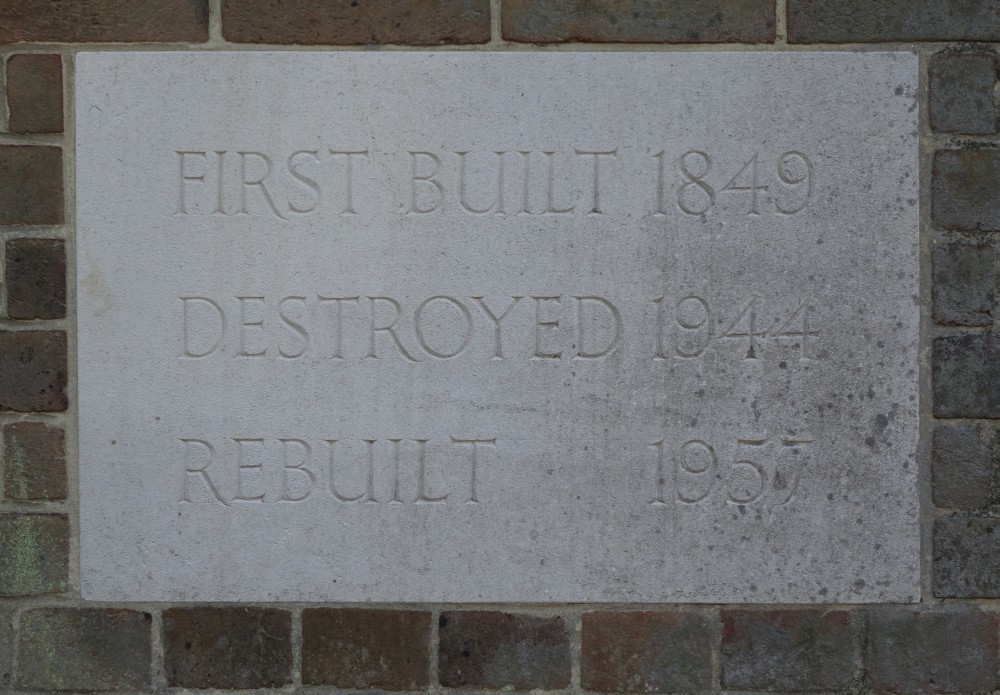 FIRST BUILT 1849
DESTROYED 1944
REBUILT 1957